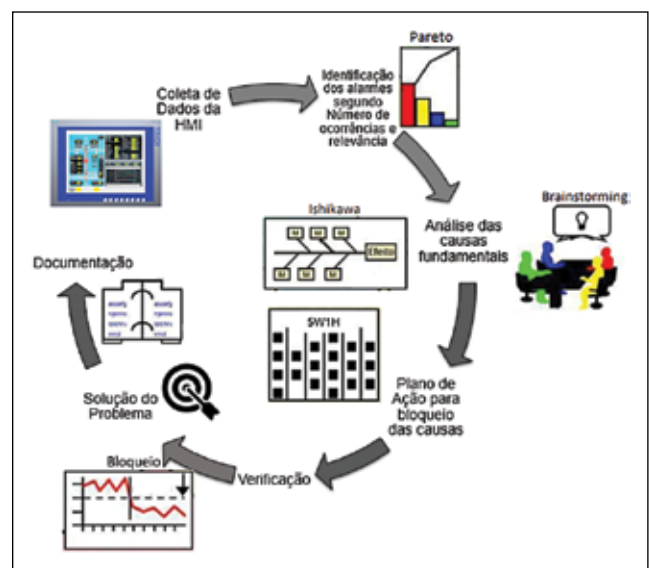 Pareto
Coleta de
Dados da
HMI
Identificação
dos alarmes
segundo
Número de
ocorrências e
relevância
Brainstorming
Ishikawa
M M M
Efeito
M M M
Análise das
causas
fundamentais
Documentação
5W1H
Plano de
Ação para
bloqueio
das causas
Solução do
Problema
Bloqueio
Verificação